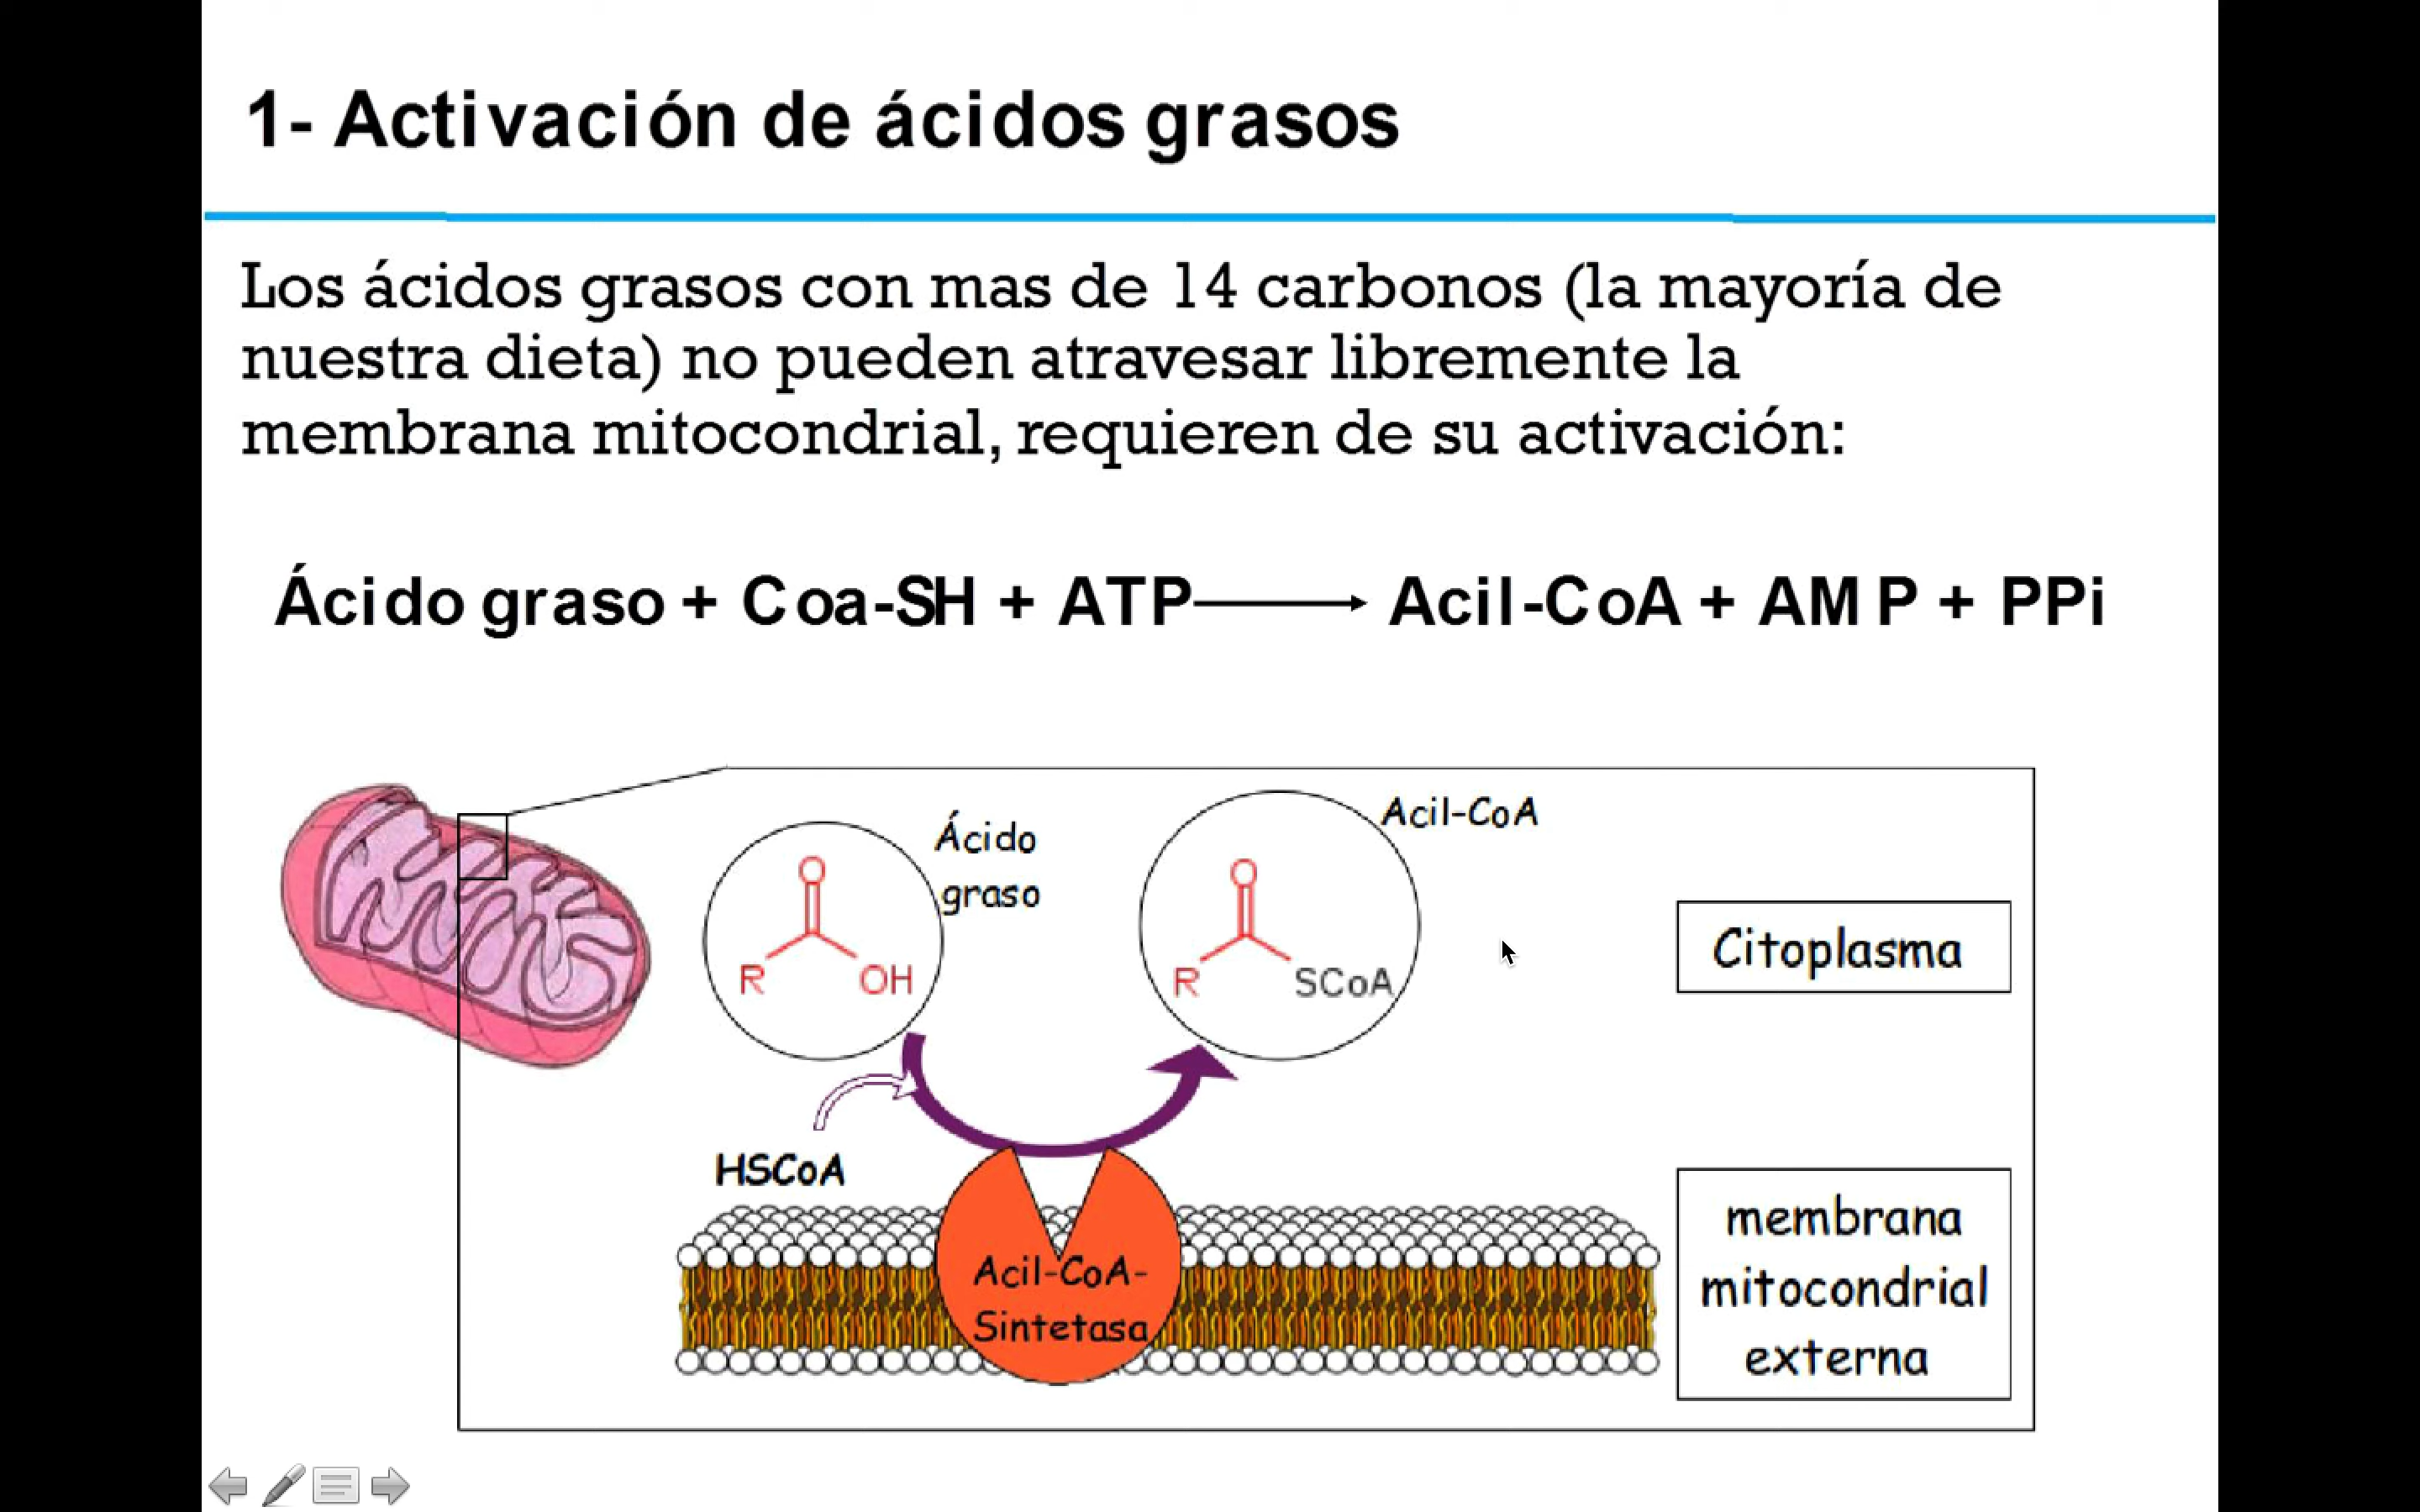 1- Activación de ácidos grasos
Los ácidos grasos con mas de 14 carbonos (la mayoría de
nuestra dieta) no pueden atravesar libremente la
membrana mitocondrial, requieren de su activación:
Ácido graso + Coa-SH + ATP → Acil-CoA + AMP + PPi
Ácido
graso
O
R
OH
Acil-CoA
O
R
SCoA
Citoplasma
HSCoA
Acil-CoA-
Sintetasa
membrana
mitocondrial
externa